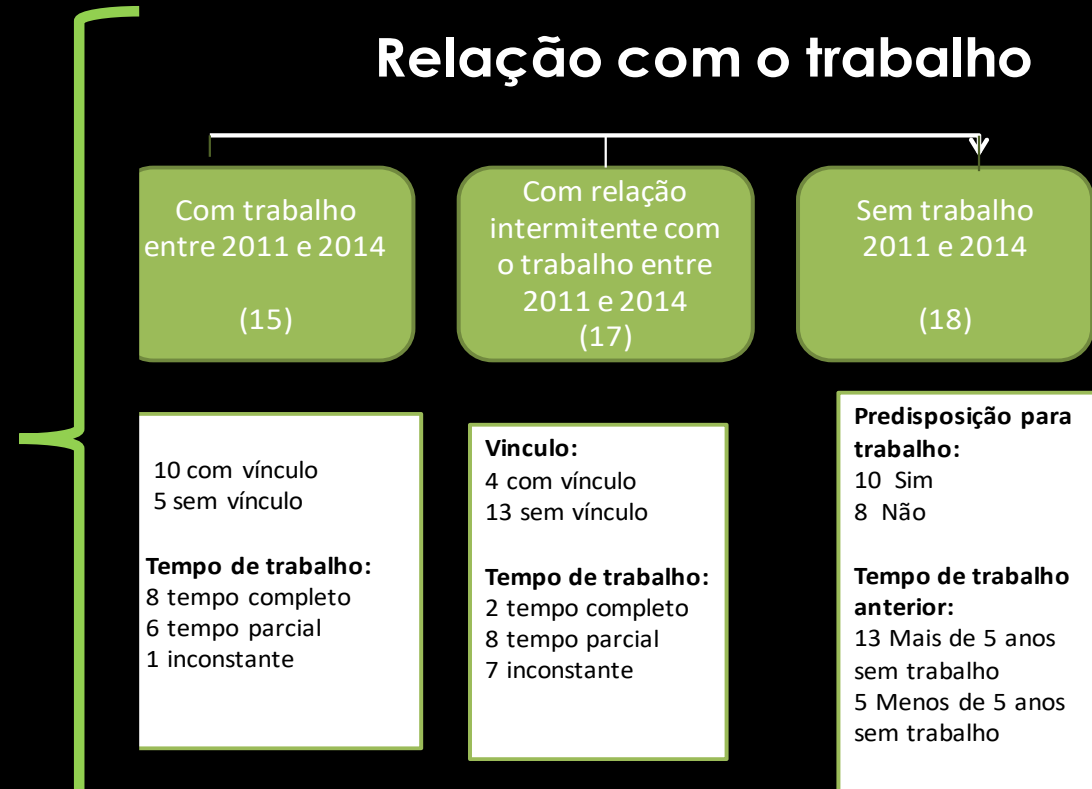 Relação com o trabalho
Com trabalho
entre 2011 e 2014
(15)
Com relação
intermitente com
o trabalho entre
2011 e 2014
(17)
Sem trabalho
2011 e 2014
(18)
10 com vínculo
5 sem vínculo
Tempo de trabalho:
8 tempo completo
6 tempo parcial
1 inconstante
Vinculo:
4 com vínculo
13 sem vínculo
Tempo de trabalho:
2 tempo completo
8 tempo parcial
7 inconstante
Predisposição para
trabalho:
10 Sim
8 Não
Tempo de trabalho
anterior:
13 Mais de 5 anos
sem trabalho
5 Menos de 5 anos
sem trabalho